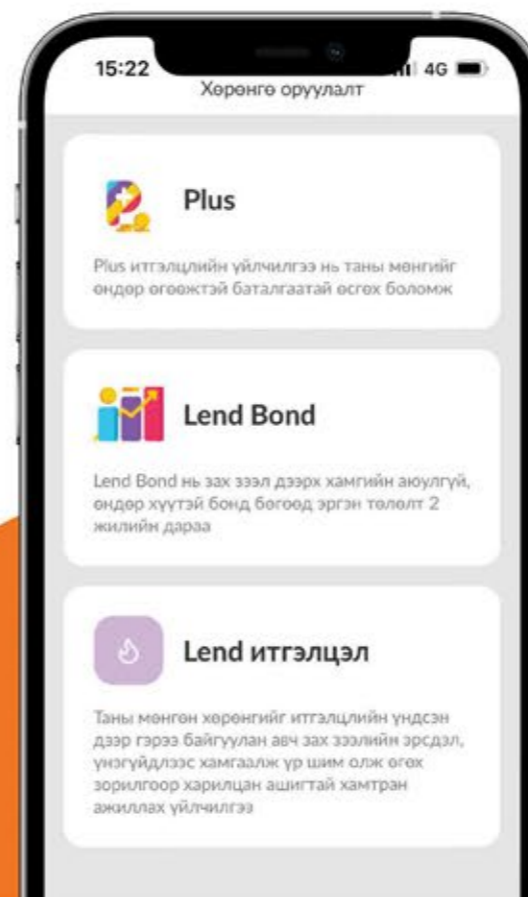 15:22
4G
Хөрөнгө оруулалт
Plus
Plus итгэлцлийн үйлчилгээ нь таны мөнгийг
өндөр өгөөжтэй баталгаатай өсгөх боломж
Lend Bond
Lend Bond нь зах зээл дээрх хамгийн аюулгүй,
өндөр хүүтэй бонд бөгөөд эргэн төлөлт 2
жилийн дараа
Lend итгэлцэл
Таны мөнгөн хөрөнгийг итгэлцлийн үндсэн
дээр гэрээ байгуулан авч зах зээлийн эрсдэл,
үнэгүйдлээс хамгаалж үр шим олж өгөх
зорилгоор харилцан ашигтай хамтран
ажиллах үйлчилгээ